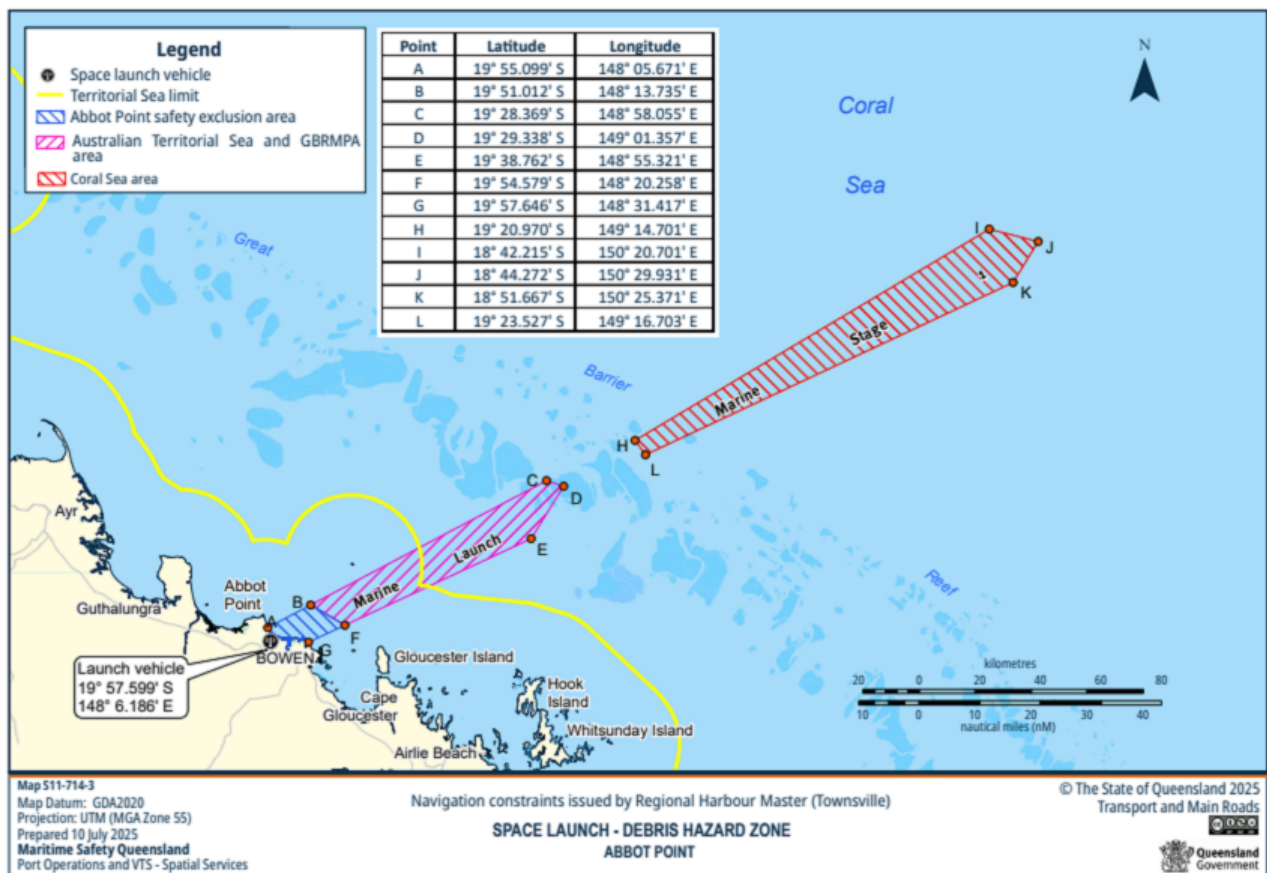 Legend
Space launch vehicle
Territorial Sea limit
Abbot Point safety exclusion area
Australian Territorial Sea and GBRMPA
area
Coral Sea area
Point Latitude Longitude
A 19° 55.099' S 148° 05.671' E
B 19° 51.012' S 148° 13.735' E
C 19° 28.369' S 148° 58.055' E
D 19° 29.338' S 149° 01.357' E
E 19° 38.762' S 148° 55.321' E
F 19° 54.579' S 148° 20.258' E
G 19° 57.646' S 148° 31.417' E
H 19° 20.970' S 149° 14.701' E
I 18° 42.215' S 150° 20.701' E
J 18° 44.272' S 150° 29.931' E
K 18° 51.667' S 150° 25.371' E
L 19° 23.527' S 149° 16.703' E
N
Coral
Sea
Great
Barrier
Reef
I
J
K
Marine Stage 1
H
L
C
D
E
Marine Launch
B
A
F
G
Ayr
Guthalungra
Abbot
Point
BOWEN
Launch vehicle
19° 57.599' S
148° 6.186' E
Gloucester Island
Cape
Gloucester
Hook
Island
Whitsunday Island
Airlie Beach
kilometres
20 0 20 40 60 80
10 0 10 20 30 40
nautical miles (nM)
Map S11-714-3
Map Datum: GDA2020
Projection: UTM (MGA Zone 55)
Prepared 10 July 2025
Maritime Safety Queensland
Port Operations and VTS - Spatial Services
Navigation constraints issued by Regional Harbour Master (Townsville)
SPACE LAUNCH - DEBRIS HAZARD ZONE
ABBOT POINT
© The State of Queensland 2025
Transport and Main Roads
Queensland
Government